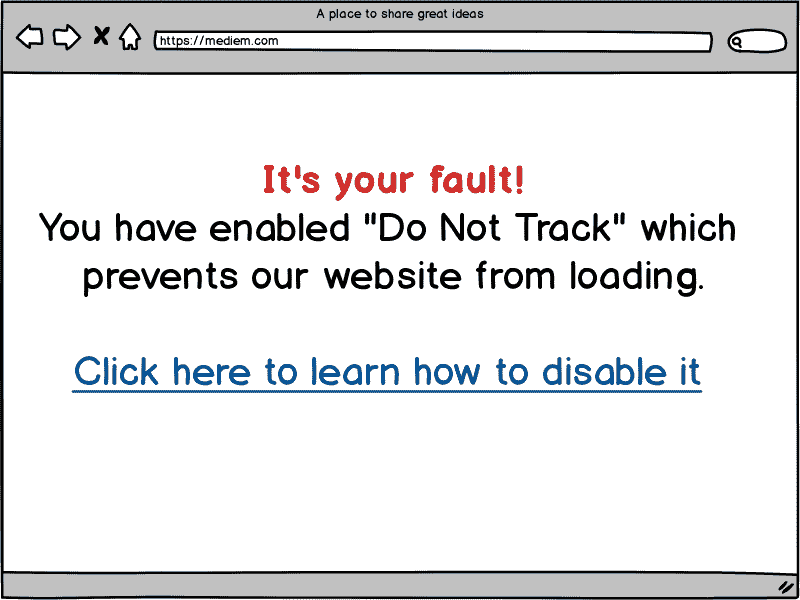 A place to share great ideas
https://mediem.com
It's your fault!
You have enabled "Do Not Track" which
prevents our website from loading.
Click here to learn how to disable it